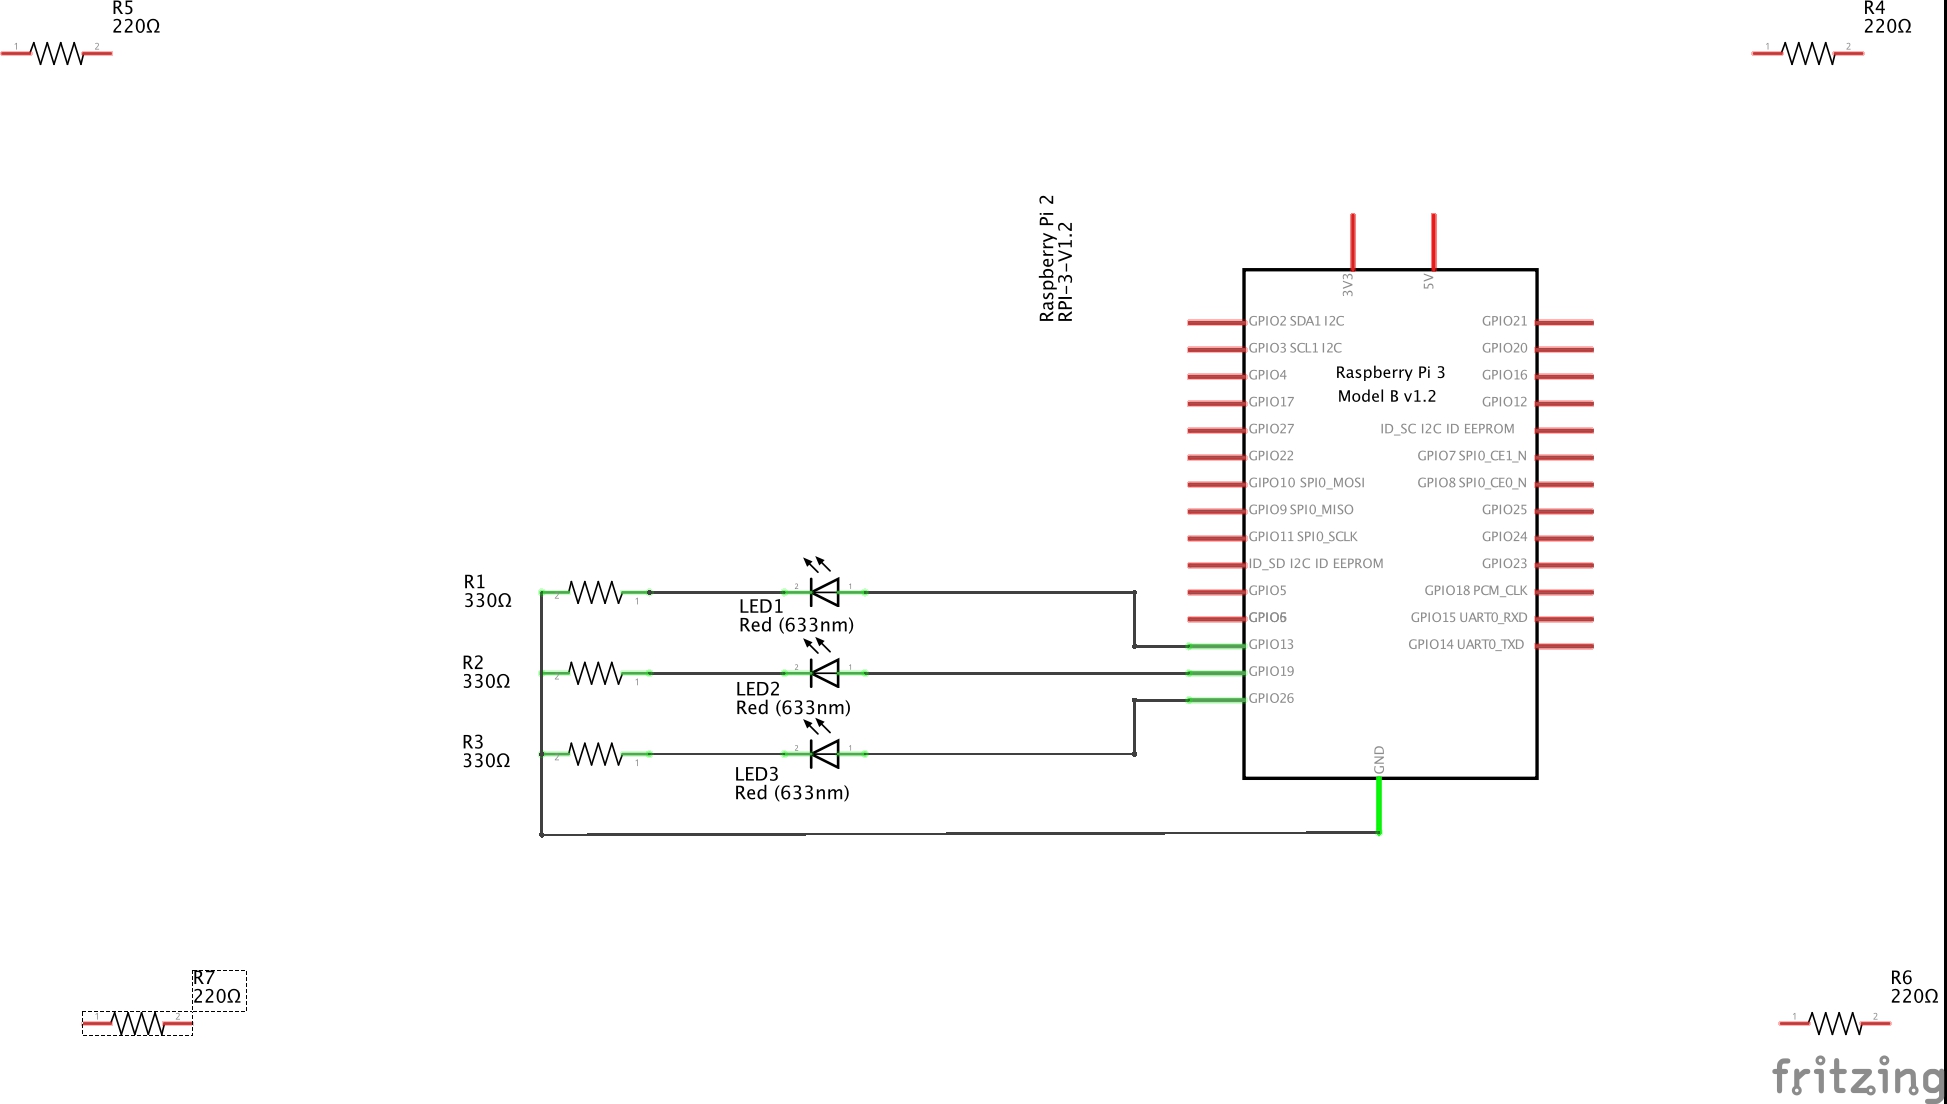 R5
220Ω
1 2
R4
220Ω
1 2
Raspberry Pi 2
RPI-3-V1.2
3V3
5V
GPIO2 SDA1 I2C
GPIO3 SCL1 I2C
GPIO4
GPIO17
GPIO27
GPIO22
GIPO10 SPI0_MOSI
GPIO9 SPI0_MISO
GPIO11 SPI0_SCLK
ID_SD I2C ID EEPROM
GPIO5
GPIO6
GPIO13
GPIO19
GPIO26
Raspberry Pi 3
Model B v1.2
GPIO21
GPIO20
GPIO16
GPIO12
ID_SC I2C ID EEPROM
GPIO7 SPI0_CE1_N
GPIO8 SPI0_CE0_N
GPIO25
GPIO24
GPIO23
GPIO18 PCM_CLK
GPIO15 UART0_RXD
GPIO14 UART0_TXD
GND
R1
330Ω
2 1
2 1
LED1
Red (633nm)
R2
330Ω
2 1
2 1
LED2
Red (633nm)
R3
330Ω
2 1
2 1
LED3
Red (633nm)
R7
220Ω
1 2
R6
220Ω
1 2
fritzing